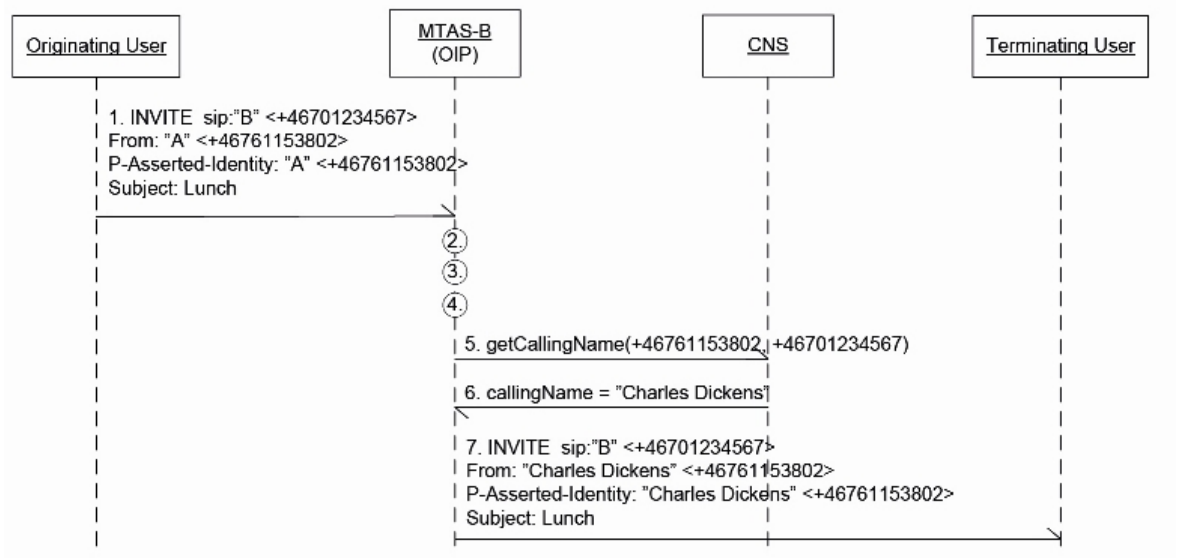 Originating User
MTAS-B
(OIP)
CNS
Terminating User
1. INVITE sip:"B" <+46701234567>
From: "A" <+46761153802>
P-Asserted-Identity: "A" <+46761153802>
Subject: Lunch
2.
3.
4.
5. getCallingName(+46761153802, +46701234567)
6. callingName = "Charles Dickens"
7. INVITE sip:"B" <+46701234567>
From: "Charles Dickens" <+46761153802>
P-Asserted-Identity: "Charles Dickens" <+46761153802>
Subject: Lunch